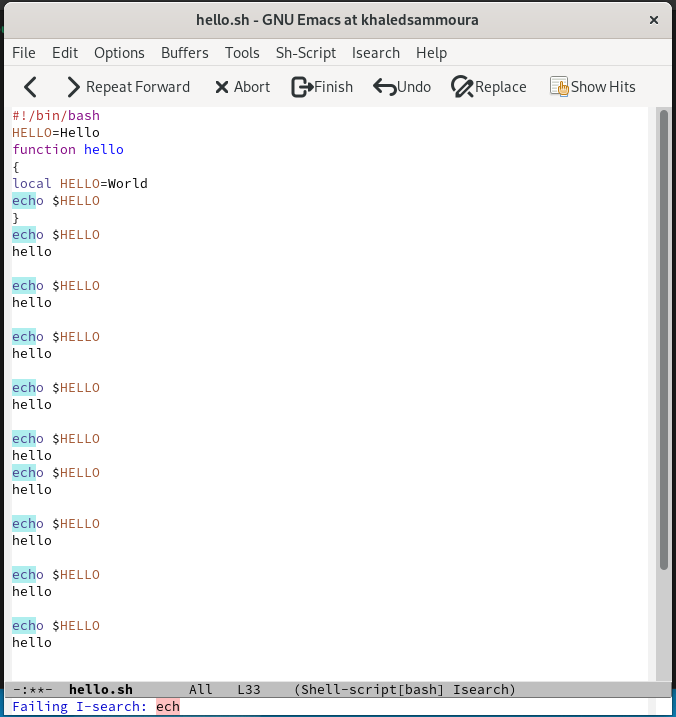 hello.sh - GNU Emacs at khaledsammoura
File Edit Options Buffers Tools Sh-Script Isearch Help
Repeat Forward Abort Finish Undo Replace Show Hits
#!/bin/bash
HELLO=Hello
function hello
{
local HELLO=World
echo $HELLO
}
echo $HELLO
hello
echo $HELLO
hello
echo $HELLO
hello
echo $HELLO
hello
echo $HELLO
hello
echo $HELLO
hello
echo $HELLO
hello
echo $HELLO
hello
echo $HELLO
hello
-:**- hello.sh All L33 (Shell-script[bash] Isearch)
Failing I-search: ech